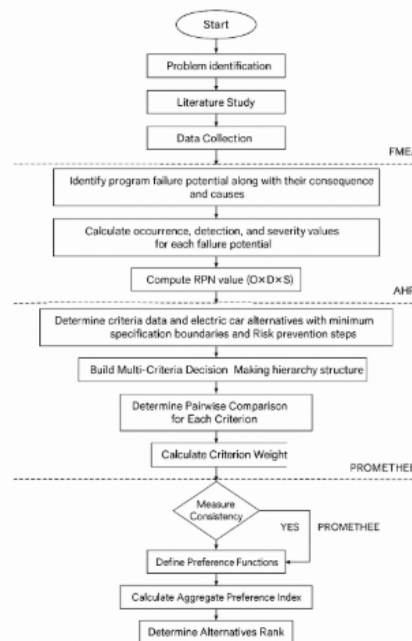 Start
Problem identification
Literature Study
Data Collection
FMEA
Identify program failure potential along with their consequence
and causes
Calculate occurrence, detection, and severity values
for each failure potential
Compute RPN value (O×D×S)
AHP
Determine criteria data and electric car alternatives with minimum
specification boundaries and Risk prevention steps
Build Multi-Criteria Decision Making hierarchy structure
Determine Pairwise Comparison
for Each Criterion
Calculate Criterion Weight
PROMETHEE
Measure
Consistency
YES PROMETHEE
Define Preference Functions
Calculate Aggregate Preference Index
Determine Alternatives Rank